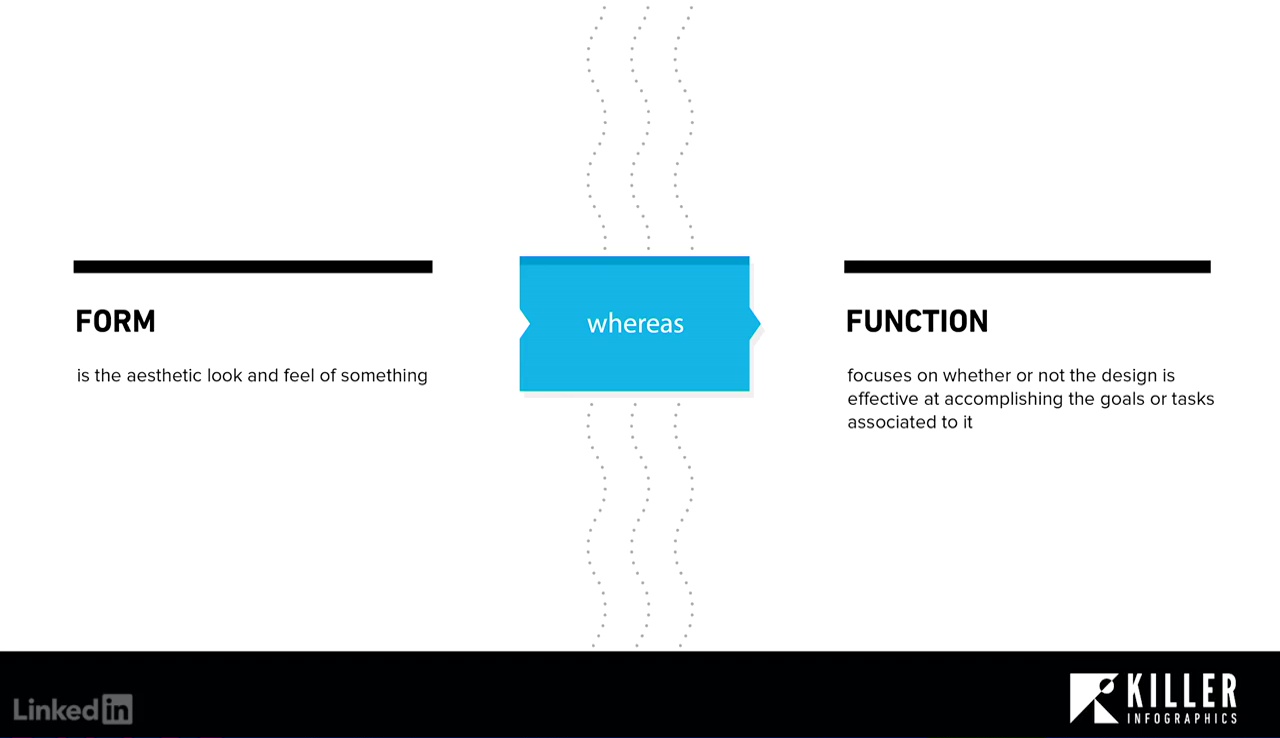 FORM
is the aesthetic look and feel of something
whereas
FUNCTION
focuses on whether or not the design is
effective at accomplishing the goals or tasks
associated to it
Linked in
KILLER
INFOGRAPHICS